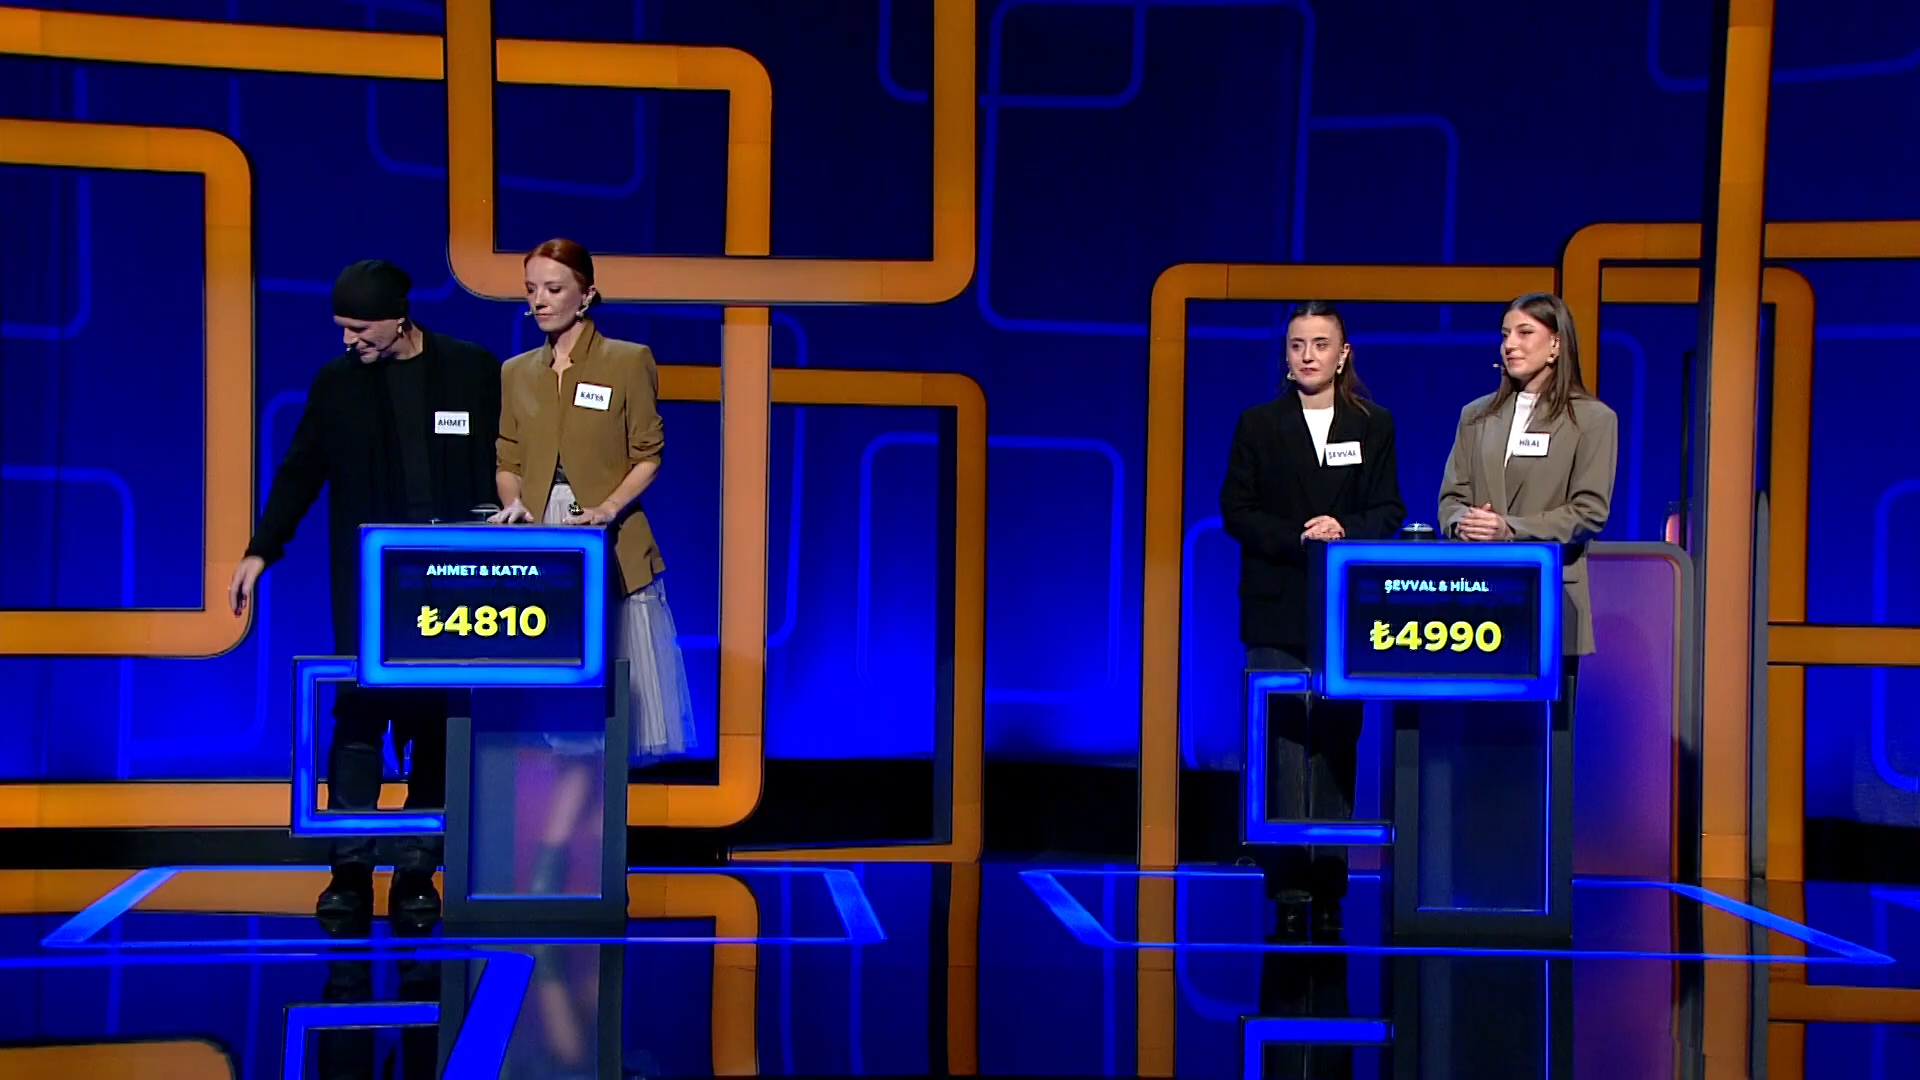 AHMET
KATYA
AHMET & KATYA
₺4810
ŞEVVAL
HİLAL
ŞEVVAL & HİLAL
₺4990